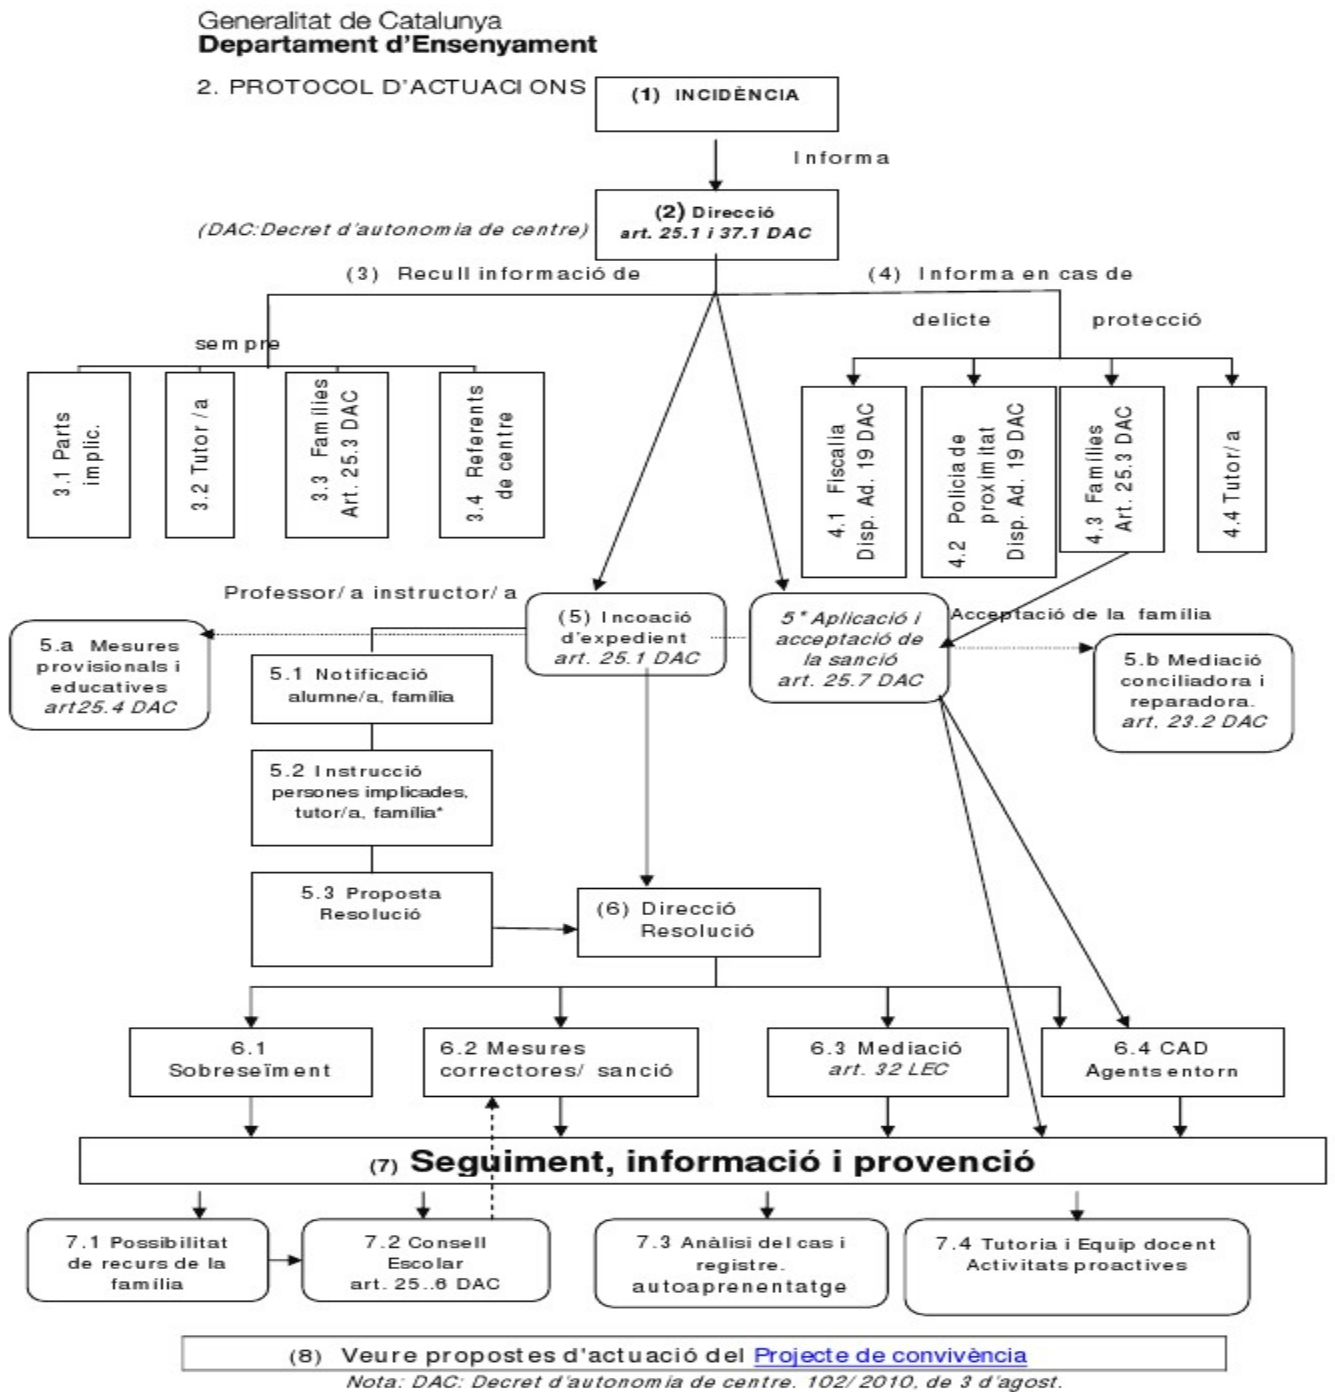 Generalitat de Catalunya
Departament d'Ensenyament
2. PROTOCOL D'ACTUACIONS
(1) INCIDÈNCIA
Informa
(2) Direcció
art. 25.1 i 37.1 DAC
(DAC:Decret d'autonomia de centre)
(3) Recull informació de
(4) Informa en cas de
delicte
protecció
sempre
3.1 Parts
implic.
3.2 Tutor /a
3.3 Famílies
Art. 25.3 DAC
3.4 Referents
de centre
4.1 Fiscalia
Disp. Ad. 19 DAC
4.2 Policia de
proximitat
Disp. Ad. 19 DAC
4.3 Famílies
Art. 25.3 DAC
4.4 Tutor/a
Professor/a instructor/a
(5) Incoació
d'expedient
art. 25.1 DAC
5* Aplicació i
acceptació de
la sanció
art. 25.7 DAC
Acceptació de la família
5.a Mesures
provisionals i
educatives
art25.4 DAC
5.b Mediació
conciliadora i
reparadora.
art, 23.2 DAC
5.1 Notificació
alumne/a, família
5.2 Instrucció
persones implicades,
tutor/a, família*
5.3 Proposta
Resolució
(6) Direcció
Resolució
6.1
Sobreseïment
6.2 Mesures
correctores/ sanció
6.3 Mediació
art. 32 LEC
6.4 CAD
Agents entorn
(7) Seguiment, informació i provenció
7.1 Possibilitat
de recurs de la
família
7.2 Consell
Escolar
art. 25..6 DAC
7.3 Anàlisi del cas i
registre.
autoaprenentatge
7.4 Tutoria i Equip docent
Activitats proactives
(8) Veure propostes d'actuació del Projecte de convivència
Nota: DAC: Decret d'autonomia de centre. 102/2010, de 3 d'agost.